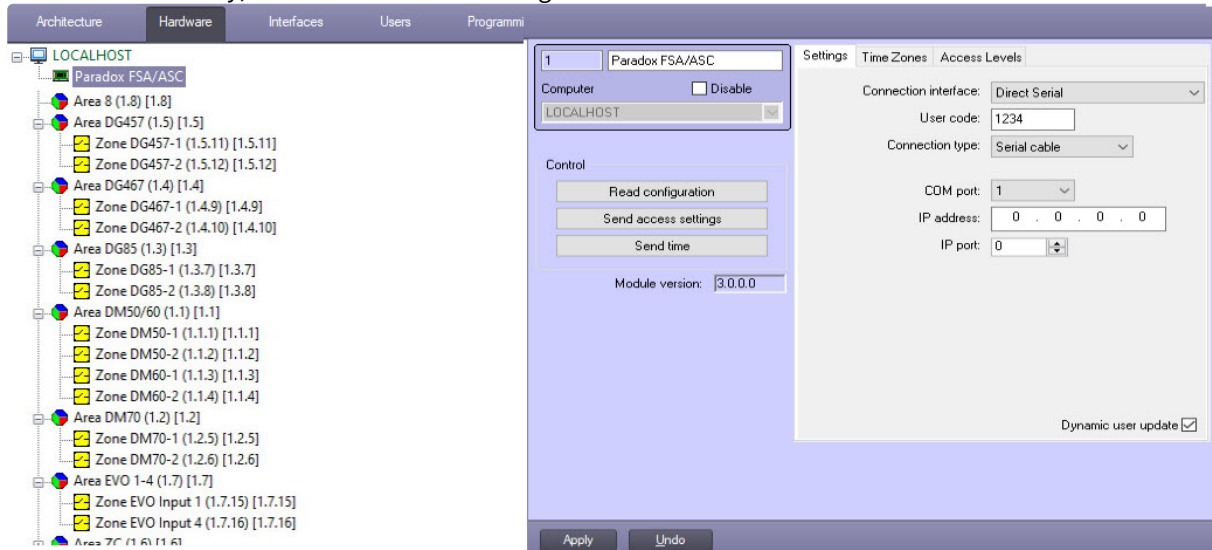 Architecture Hardware Interfaces Users Programmi
LOCALHOST
Paradox FSA/ASC
Area 8 (1.8) [1.8]
Area DG457 (1.5) [1.5]
Zone DG457-1 (1.5.11) [1.5.11]
Zone DG457-2 (1.5.12) [1.5.12]
Area DG467 (1.4) [1.4]
Zone DG467-1 (1.4.9) [1.4.9]
Zone DG467-2 (1.4.10) [1.4.10]
Area DG85 (1.3) [1.3]
Zone DG85-1 (1.3.7) [1.3.7]
Zone DG85-2 (1.3.8) [1.3.8]
Area DM50/60 (1.1) [1.1]
Zone DM50-1 (1.1.1) [1.1.1]
Zone DM50-2 (1.1.2) [1.1.2]
Zone DM60-1 (1.1.3) [1.1.3]
Zone DM60-2 (1.1.4) [1.1.4]
Area DM70 (1.2) [1.2]
Zone DM70-1 (1.2.5) [1.2.5]
Zone DM70-2 (1.2.6) [1.2.6]
Area EVO 1-4 (1.7) [1.7]
Zone EVO Input 1 (1.7.15) [1.7.15]
Zone EVO Input 4 (1.7.16) [1.7.16]
Area ZC (1.6) [1.6]
1 Paradox FSA/ASC
Computer Disable
LOCALHOST
Control
Read configuration
Send access settings
Send time
Module version: 3.0.0.0
Settings Time Zones Access Levels
Connection interface: Direct Serial
User code: 1234
Connection type: Serial cable
COM port: 1
IP address: 0 . 0 . 0 . 0
IP port: 0
Dynamic user update
Apply Undo